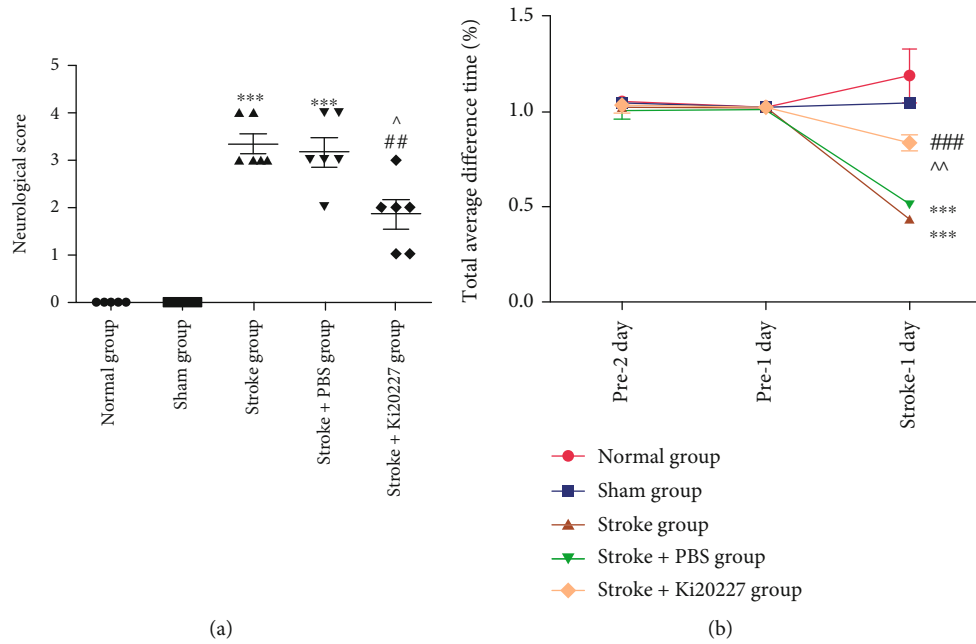 Neurological score
5
4
3
2
1
0
***
***
^
##
Normal group
Sham group
Stroke group
Stroke + PBS group
Stroke + Ki20227 group
(a)
Total average difference time (%)
1.5
1.0
0.5
0.0
###
^^
***
***
Pre-2 day
Pre-1 day
Stroke-1 day
Normal group
Sham group
Stroke group
Stroke + PBS group
Stroke + Ki20227 group
(b)